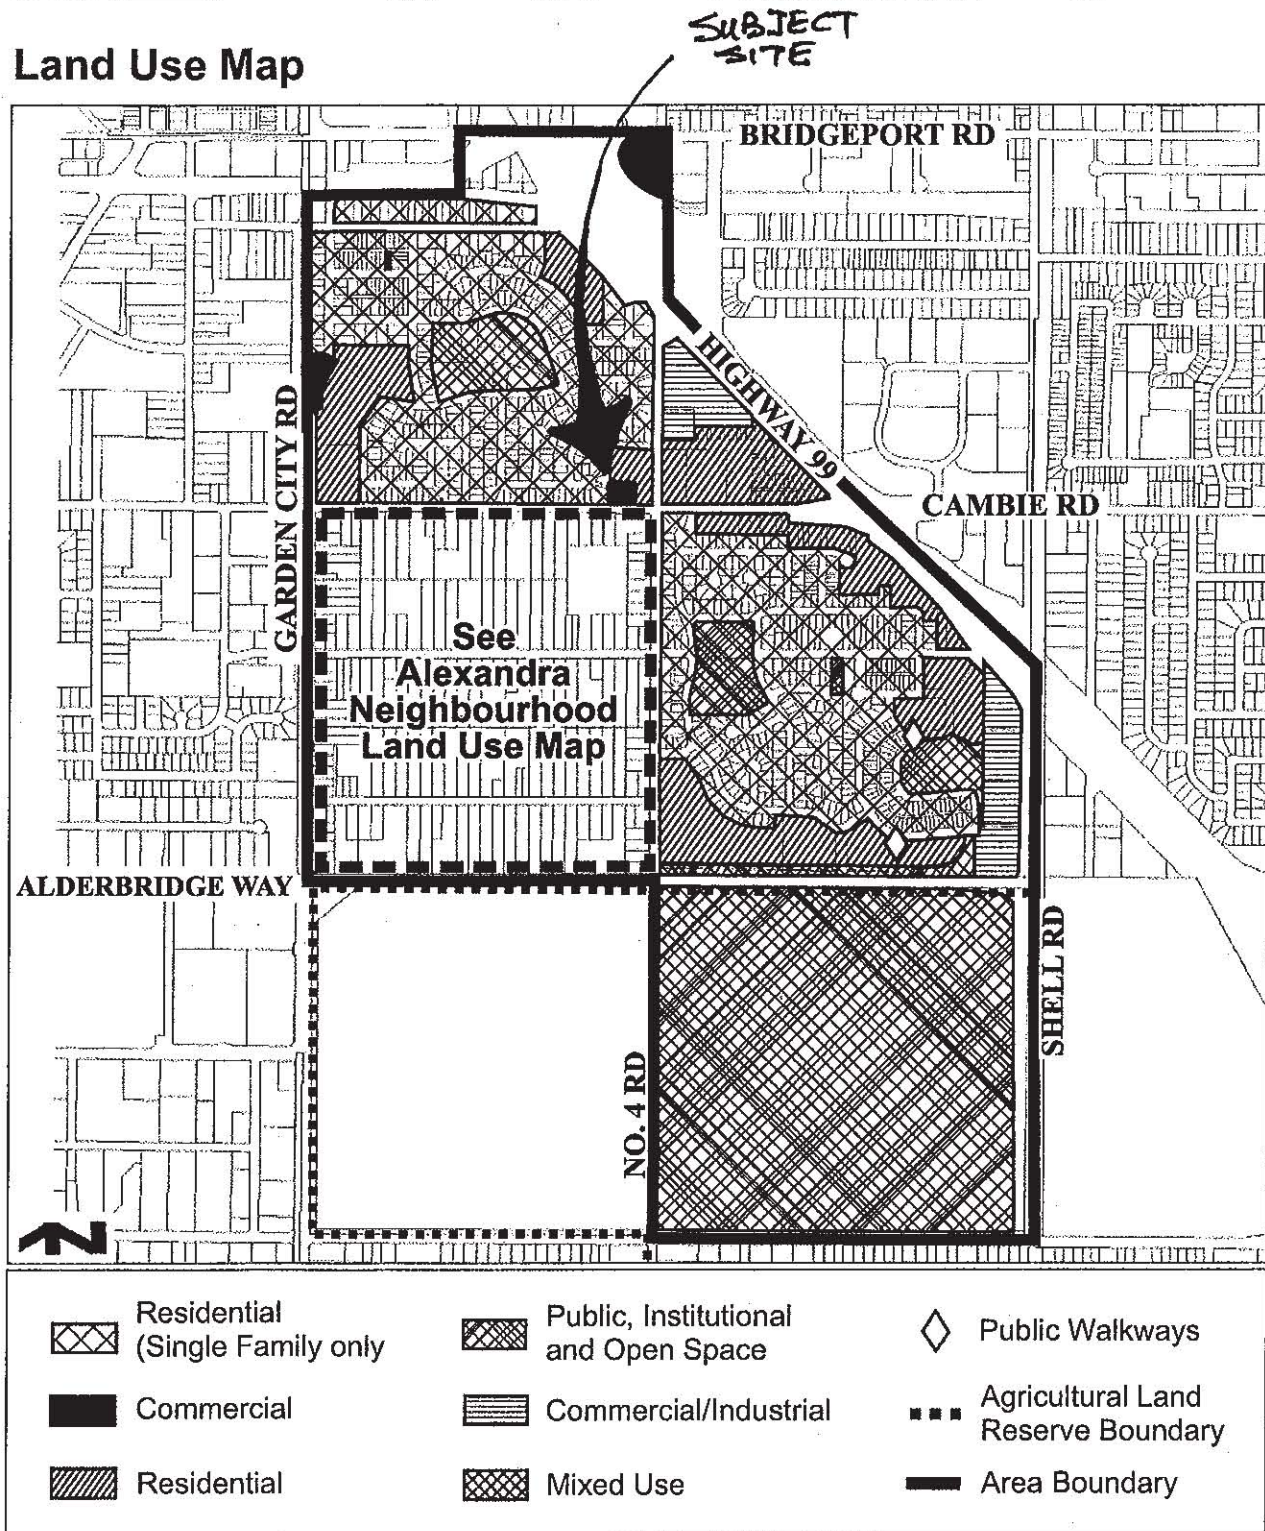 SUBJECT
SITE
Land Use Map
BRIDGEPORT RD
HIGHWAY 99
GARDEN CITY RD
CAMBIE RD
See
Alexandra
Neighbourhood
Land Use Map
ALDERBRIDGE WAY
SHELL RD
NO. 4 RD
Residential
(Single Family only
Public, Institutional
and Open Space
Public Walkways
Commercial
Commercial/Industrial
Agricultural Land
Reserve Boundary
Residential
Mixed Use
Area Boundary